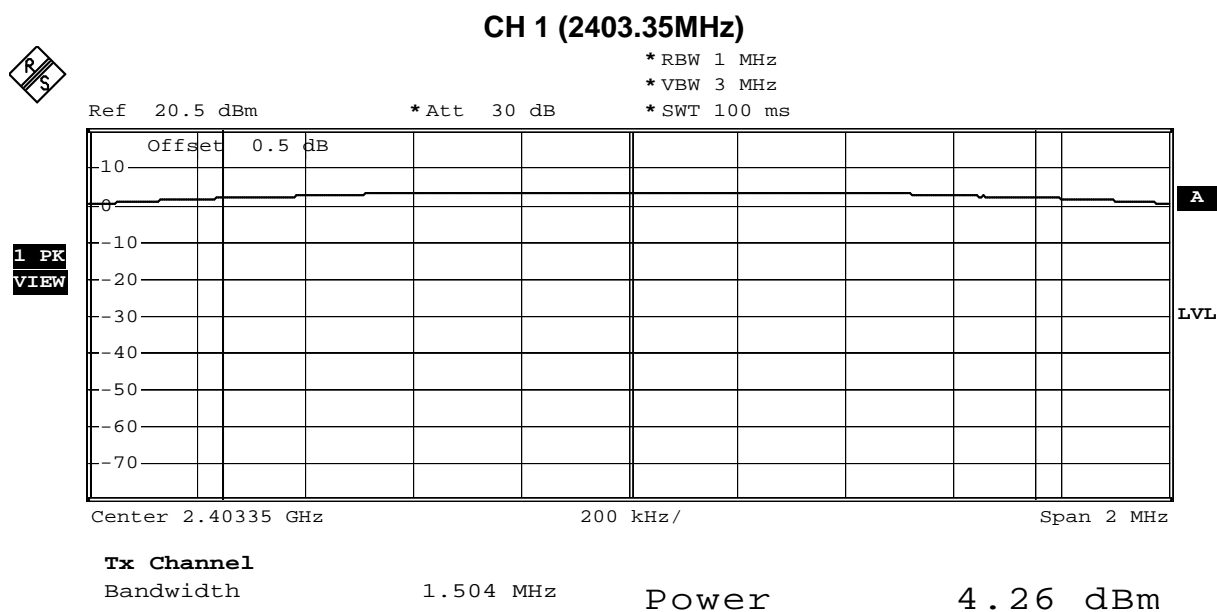 CH 1 (2403.35MHz)
R S
* RBW 1 MHz
* VBW 3 MHz
Ref 20.5 dBm * Att 30 dB * SWT 100 ms
Offset 0.5 dB
10
0
A
-10
1 PK
VIEW
-20
-30
LVL
-40
-50
-60
-70
Center 2.40335 GHz 200 kHz/ Span 2 MHz
Tx Channel
Bandwidth 1.504 MHz Power 4.26 dBm